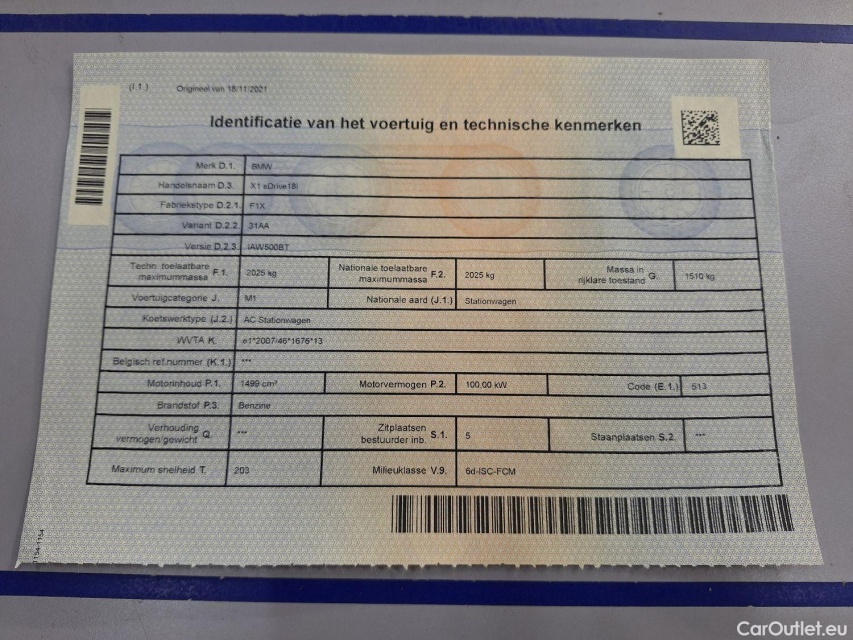 (I.1.) Origineel van 18/11/2021
Identificatie van het voertuig en technische kenmerken
Merk D.1. BMW
Handelsnaam D.3. X1 sDrive18i
Fabriekstype D.2.1. F1X
Variant D.2.2. 31AA
Versie D.2.3. IAW500BT
Techn. toelaatbare maximummassa F.1. 2025 kg Nationale toelaatbare maximummassa F.2. 2025 kg Massa in rijklare toestand G. 1510 kg
Voertuigcategorie J. M1 Nationale aard (J.1.) Stationwagen
Koetswerktype (J.2.) AC Stationwagen
WVTA K. e1*2007/46*1676*13
Belgisch ref.nummer (K.1.) ***
Motorinhoud P.1. 1499 cm³ Motorvermogen P.2. 100.00 kW Code (E.1.) 513
Brandstof P.3. Benzine
Verhouding vermogen/gewicht Q. *** Zitplaatsen bestuurder inb. S.1. 5 Staanplaatsen S.2. ***
Maximum snelheid T. 203 Milieuklasse V.9. 6d-ISC-FCM
1154-1154
CarOutlet.eu